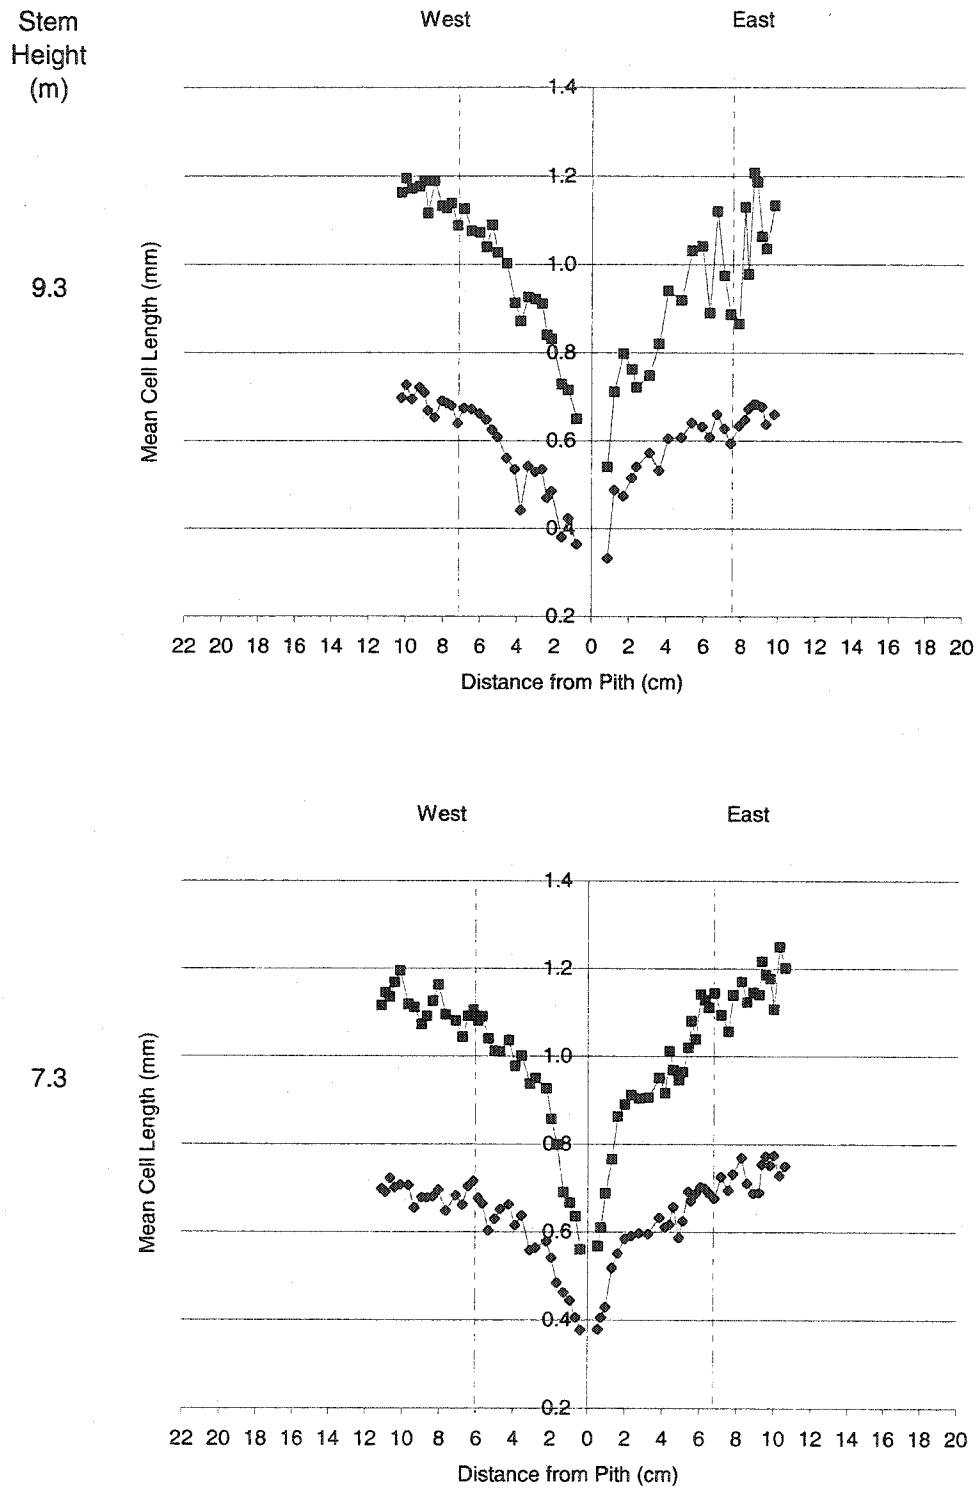 Stem
Height
(m)
West East
1.4
1.2
1.0
0.8
0.6
0.4
0.2
Mean Cell Length (mm)
9.3
22 20 18 16 14 12 10 8 6 4 2 0 2 4 6 8 10 12 14 16 18 20
Distance from Pith (cm)
West East
1.4
1.2
1.0
0.8
0.6
0.4
0.2
Mean Cell Length (mm)
7.3
22 20 18 16 14 12 10 8 6 4 2 0 2 4 6 8 10 12 14 16 18 20
Distance from Pith (cm)